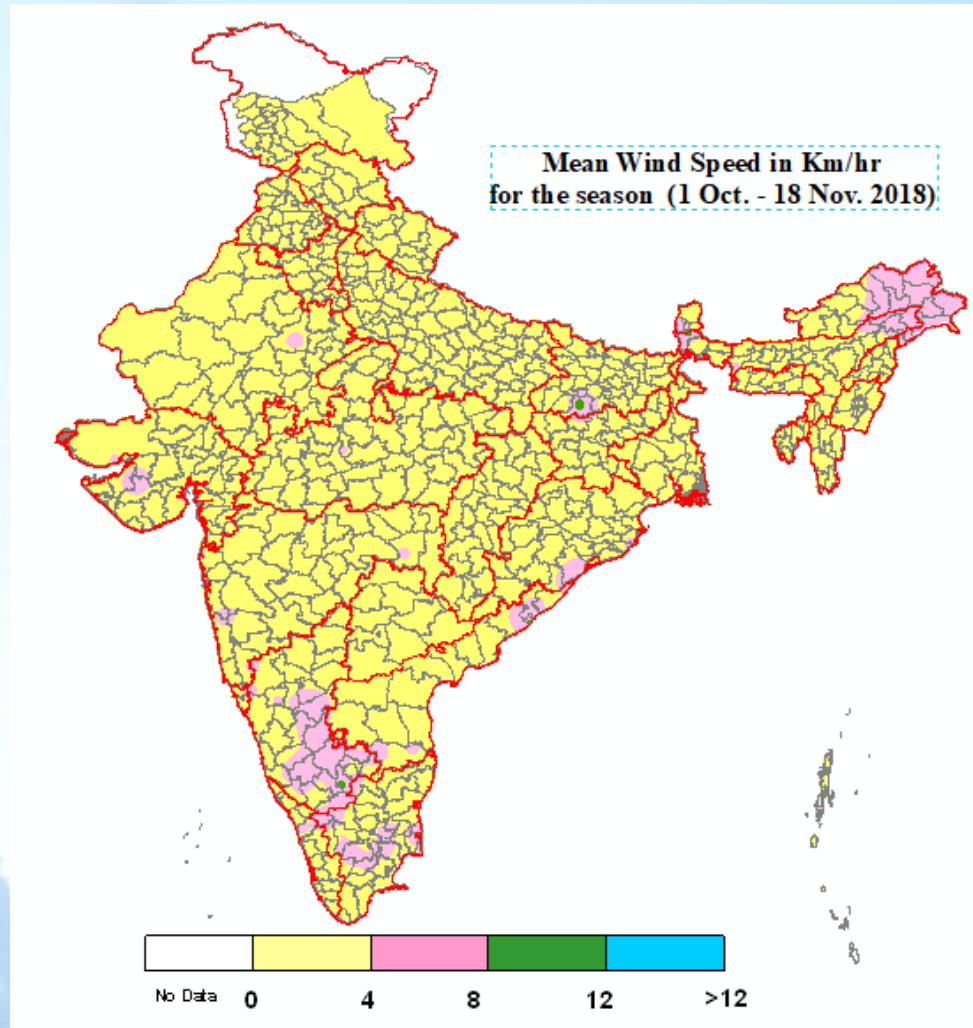 Mean Wind Speed in Km/hr
for the season (1 Oct. - 18 Nov. 2018)
No Data 0 4 8 12 >12